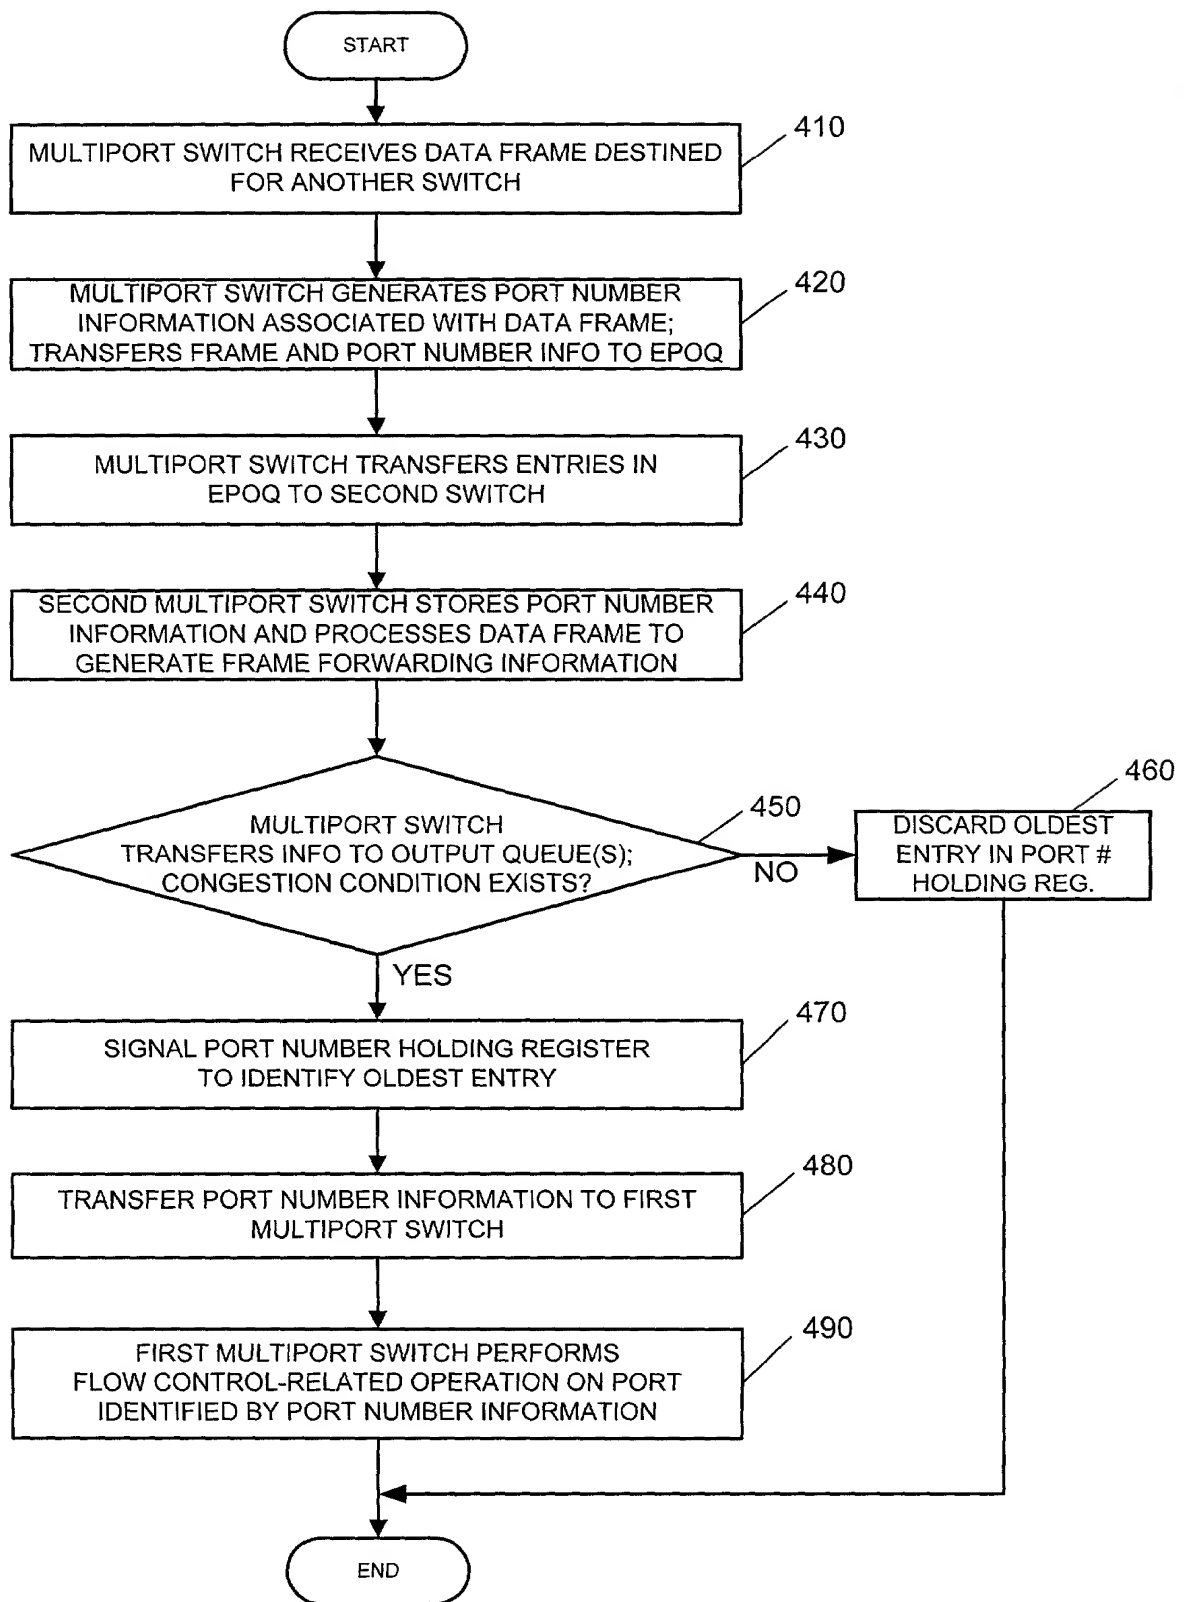 START
410
MULTIPORT SWITCH RECEIVES DATA FRAME DESTINED
FOR ANOTHER SWITCH
420
MULTIPORT SWITCH GENERATES PORT NUMBER
INFORMATION ASSOCIATED WITH DATA FRAME;
TRANSFERS FRAME AND PORT NUMBER INFO TO EPOQ
430
MULTIPORT SWITCH TRANSFERS ENTRIES IN
EPOQ TO SECOND SWITCH
440
SECOND MULTIPORT SWITCH STORES PORT NUMBER
INFORMATION AND PROCESSES DATA FRAME TO
GENERATE FRAME FORWARDING INFORMATION
450
MULTIPORT SWITCH
TRANSFERS INFO TO OUTPUT QUEUE(S);
CONGESTION CONDITION EXISTS?
NO
460
DISCARD OLDEST
ENTRY IN PORT #
HOLDING REG.
YES
470
SIGNAL PORT NUMBER HOLDING REGISTER
TO IDENTIFY OLDEST ENTRY
480
TRANSFER PORT NUMBER INFORMATION TO FIRST
MULTIPORT SWITCH
490
FIRST MULTIPORT SWITCH PERFORMS
FLOW CONTROL-RELATED OPERATION ON PORT
IDENTIFIED BY PORT NUMBER INFORMATION
END